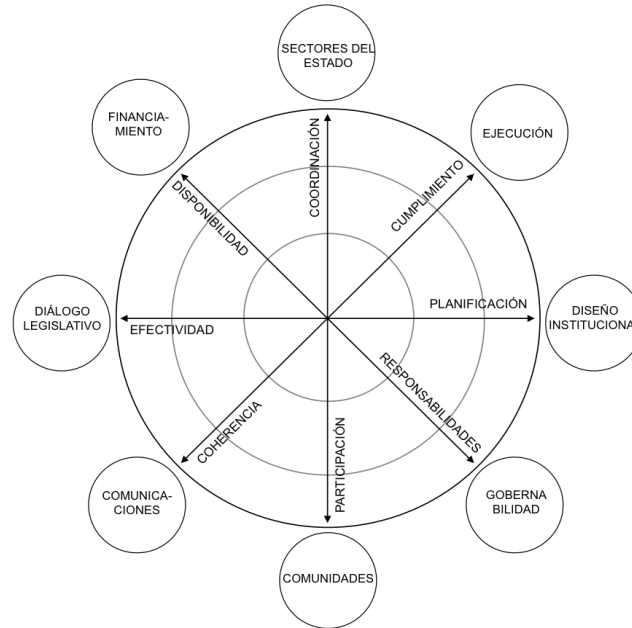 SECTORES DEL
ESTADO
FINANCIA-
MIENTO
EJECUCIÓN
COORDINACIÓN
CUMPLIMIENTO
DISPONIBILIDAD
DIÁLOGO
LEGISLATIVO
EFECTIVIDAD
PLANIFICACIÓN
DISEÑO
INSTITUCIONA
COHERENCIA
PARTICIPACIÓN
RESPONSABILIDADES
COMUNICA-
CIONES
GOBERNA
BILIDAD
COMUNIDADES